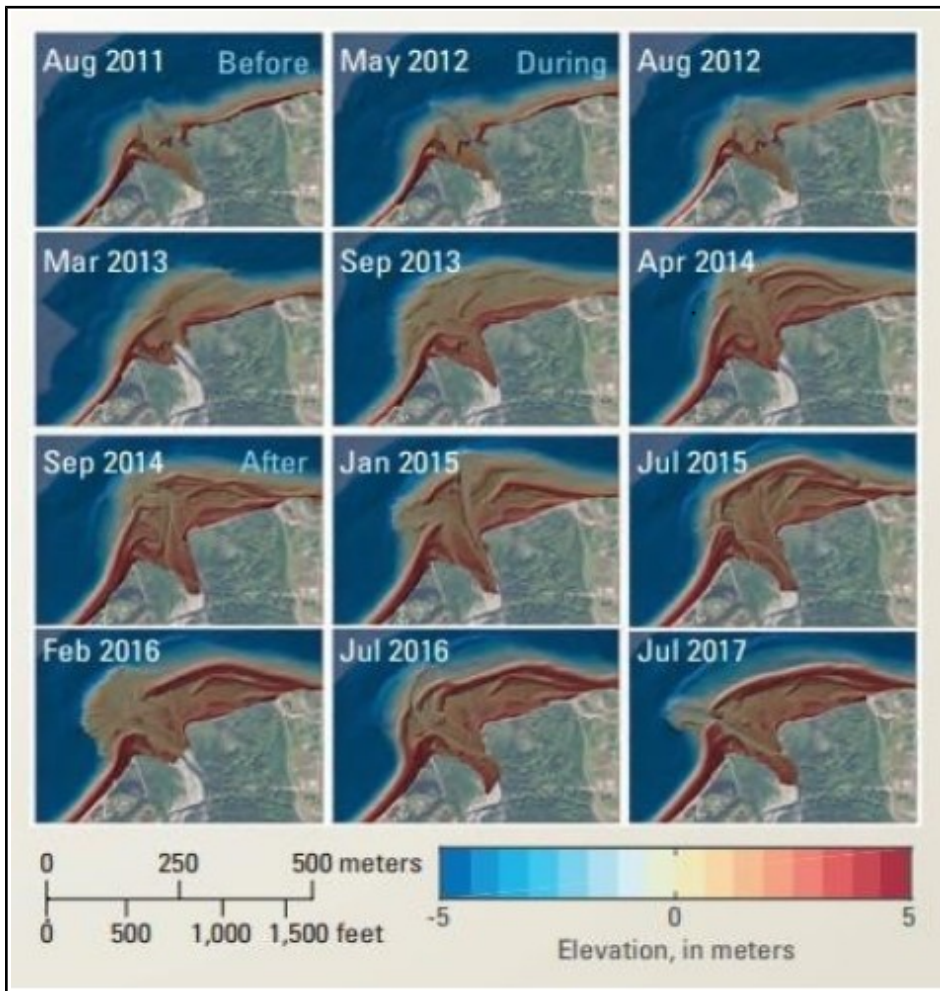 Aug 2011 Before
May 2012 During
Aug 2012
Mar 2013
Sep 2013
Apr 2014
Sep 2014 After
Jan 2015
Jul 2015
Feb 2016
Jul 2016
Jul 2017
0 250 500 meters
0 500 1,000 1,500 feet
-5 0 5
Elevation, in meters